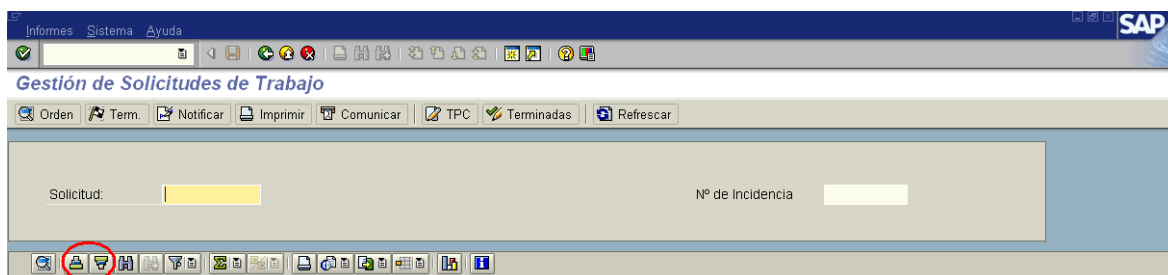 Informes Sistema Ayuda
SAP
Gestión de Solicitudes de Trabajo
Orden Term. Notificar Imprimir Comunicar TPC Terminadas Refrescar
Solicitud: Nº de Incidencia